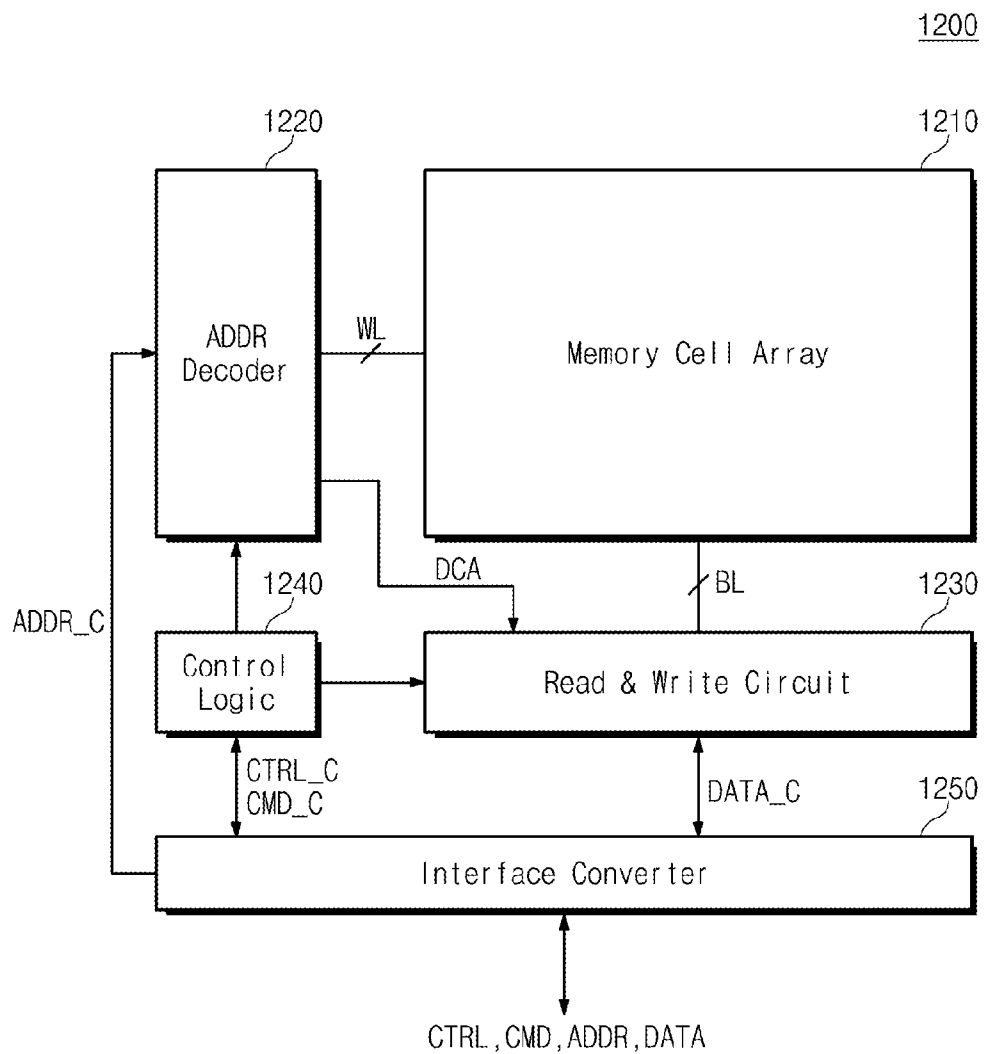 1200
1220
1210
ADDR
Decoder
WL
Memory Cell Array
DCA
BL
1240
1230
ADDR_C
Control
Logic
Read & Write Circuit
CTRL_C
CMD_C
DATA_C
1250
Interface Converter
CTRL,CMD,ADDR,DATA